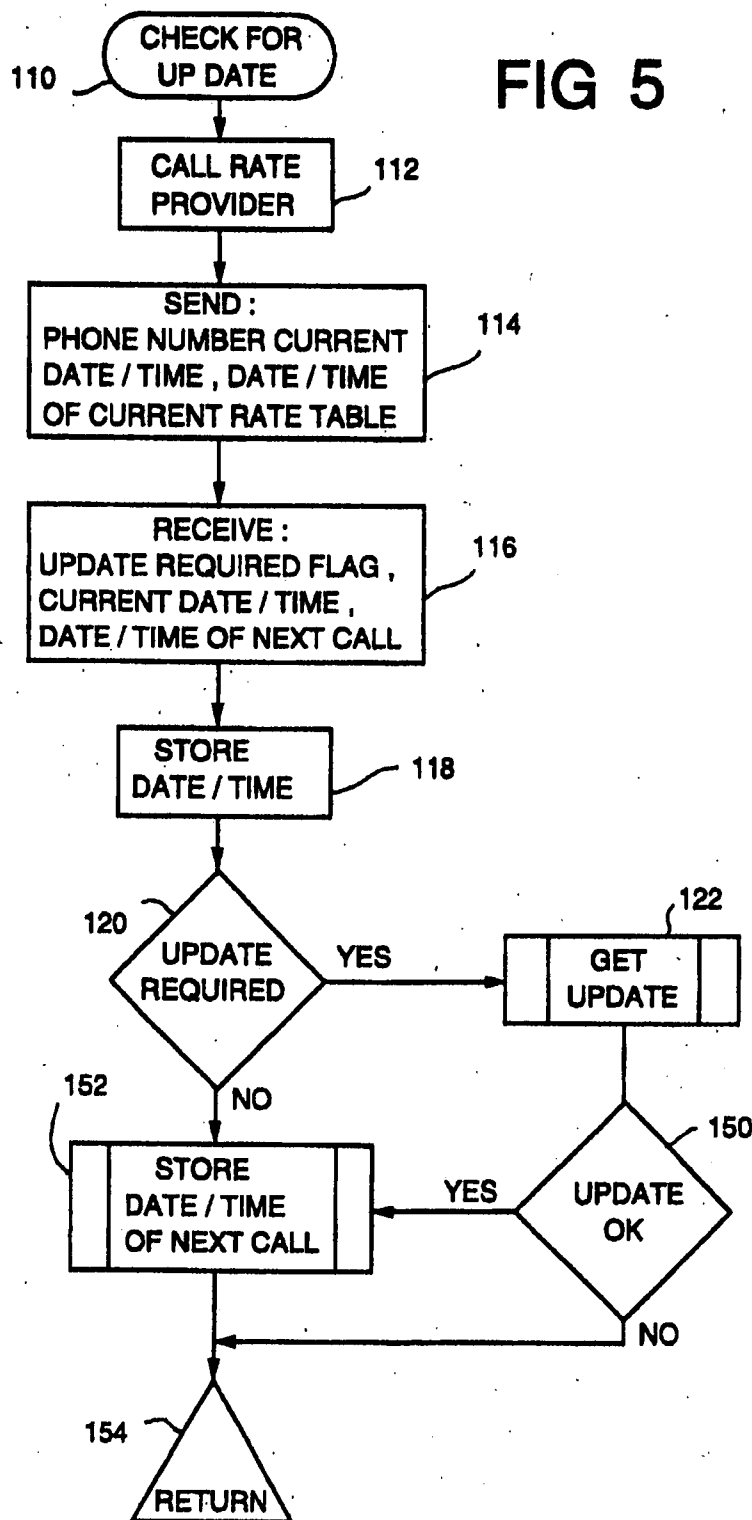 CHECK FOR
UP DATE
110
FIG 5
CALL RATE
PROVIDER
112
SEND :
PHONE NUMBER CURRENT
DATE / TIME , DATE / TIME
OF CURRENT RATE TABLE
114
RECEIVE :
UPDATE REQUIRED FLAG ,
CURRENT DATE / TIME ,
DATE / TIME OF NEXT CALL
116
STORE
DATE / TIME
118
120
UPDATE
REQUIRED
YES
122
GET
UPDATE
NO
152
STORE
DATE / TIME
OF NEXT CALL
YES
150
UPDATE
OK
NO
154
RETURN